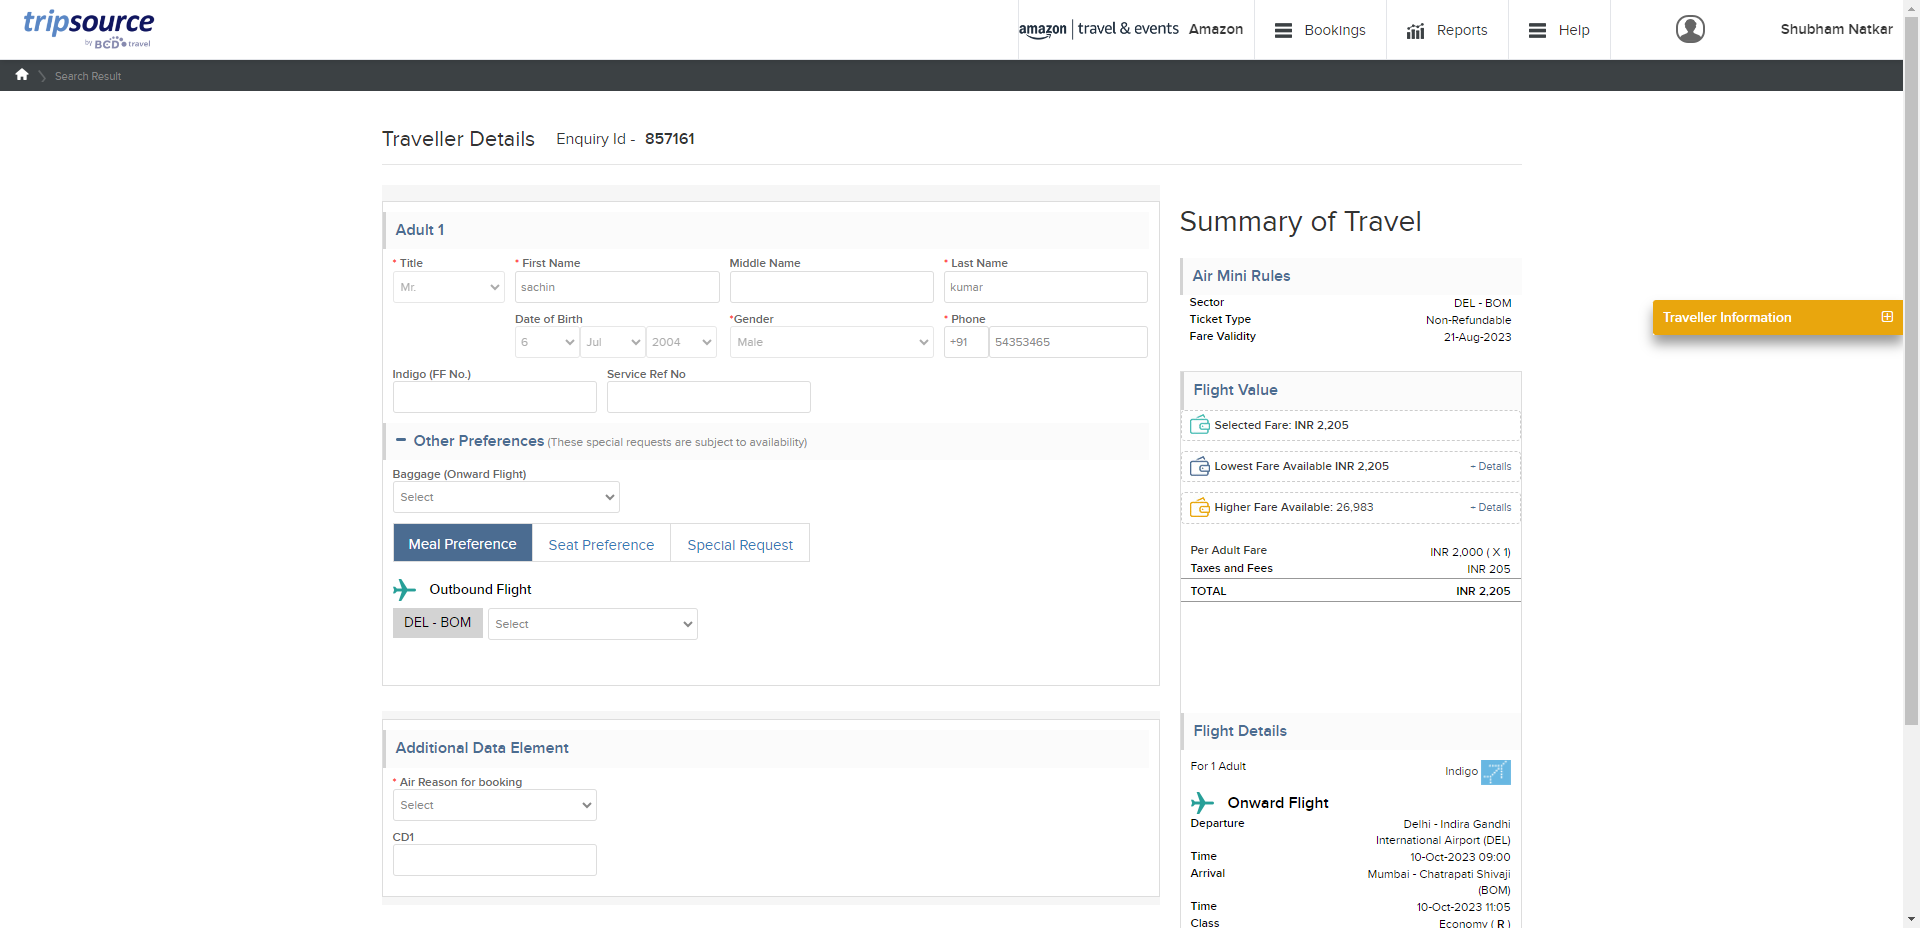 tripsource
by BCD travel
amazon | travel & events Amazon
Bookings
Reports
Help
Shubham Natkar
Search Result
Traveller Details Enquiry Id - 857161
Adult 1
* Title * First Name Middle Name * Last Name
Mr. sachin kumar
Date of Birth *Gender * Phone
6 Jul 2004 Male +91 54353465
Indigo (FF No.) Service Ref No
Other Preferences (These special requests are subject to availability)
Baggage (Onward Flight)
Select
Meal Preference Seat Preference Special Request
Outbound Flight
DEL - BOM Select
Additional Data Element
* Air Reason for booking
Select
CD1
Summary of Travel
Air Mini Rules
Sector DEL - BOM
Ticket Type Non-Refundable
Fare Validity 21-Aug-2023
Flight Value
Selected Fare: INR 2,205
Lowest Fare Available INR 2,205 + Details
Higher Fare Available: 26,983 + Details
Per Adult Fare INR 2,000 ( X 1)
Taxes and Fees INR 205
TOTAL INR 2,205
Flight Details
For 1 Adult Indigo
Onward Flight
Departure Delhi - Indira Gandhi
International Airport (DEL)
Time 10-Oct-2023 09:00
Arrival Mumbai - Chatrapati Shivaji
(BOM)
Time 10-Oct-2023 11:05
Class Economy ( R )
Traveller Information